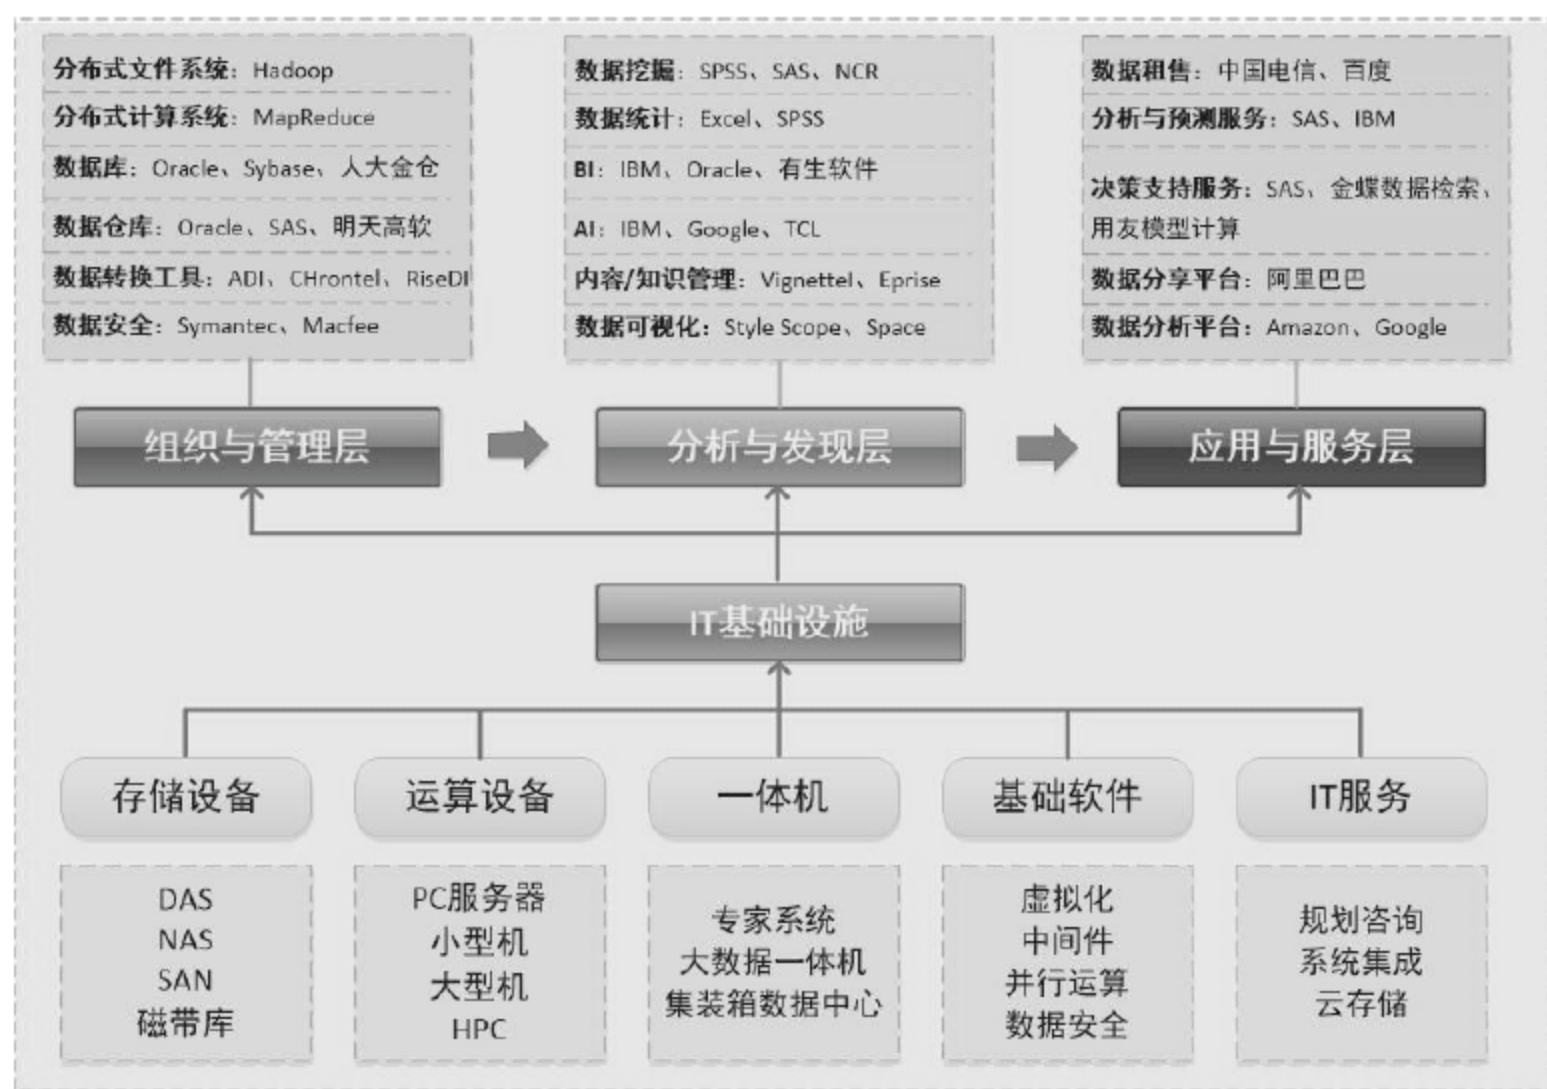 分布式文件系统：Hadoop
分布式计算系统：MapReduce
数据库：Oracle、Sybase、人大金仓
数据仓库：Oracle、SAS、明天高软
数据转换工具：ADI、CHrontel、RiseDI
数据安全：Symantec、Macfee
数据挖掘：SPSS、SAS、NCR
数据统计：Excel、SPSS
BI：IBM、Oracle、有生软件
AI：IBM、Google、TCL
内容/知识管理：Vignettel、Eprise
数据可视化：Style Scope、Space
数据租售：中国电信、百度
分析与预测服务：SAS、IBM
决策支持服务：SAS、金蝶数据检索、
用友模型计算
数据分享平台：阿里巴巴
数据分析平台：Amazon、Google
组织与管理层
分析与发现层
应用与服务层
IT基础设施
存储设备
运算设备
一体机
基础软件
IT服务
DAS
NAS
SAN
磁带库
PC服务器
小型机
大型机
HPC
专家系统
大数据一体机
集装箱数据中心
虚拟化
中间件
并行运算
数据安全
规划咨询
系统集成
云存储